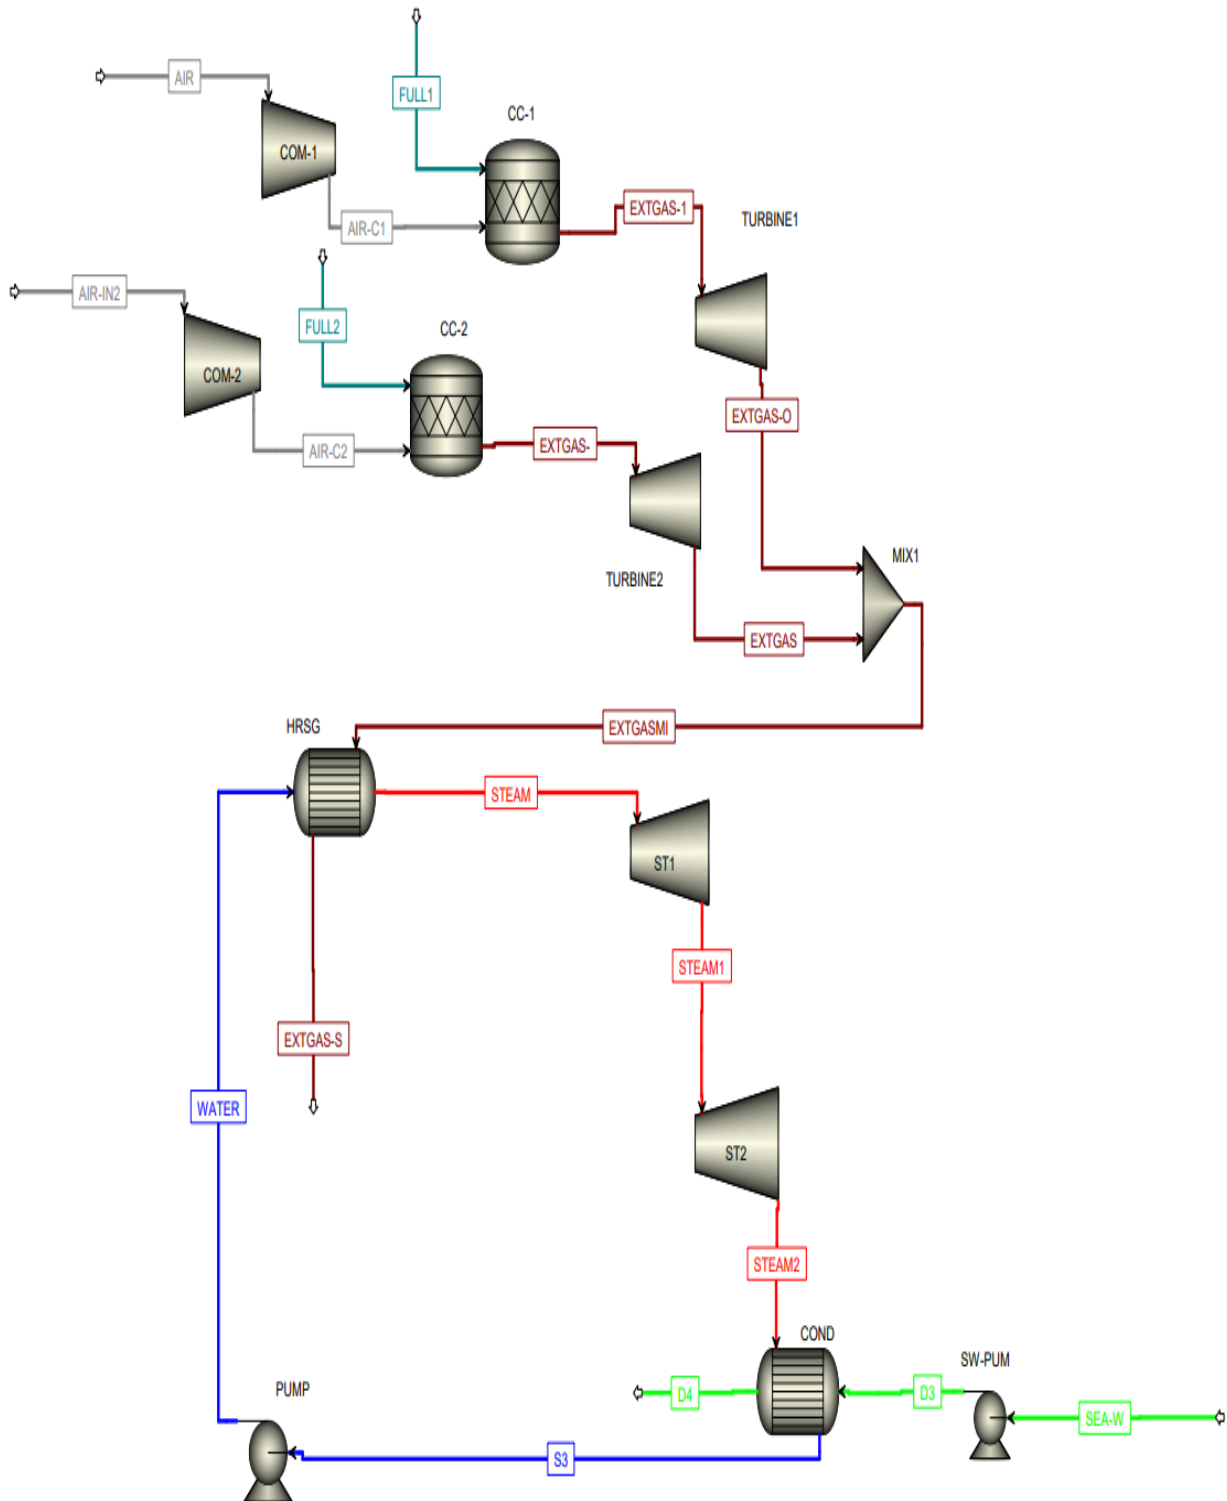 AIR
FULL1
CC-1
COM-1
EXTGAS-1
TURBINE1
AIR-C1
AIR-IN2
FULL2
CC-2
COM-2
EXTGAS-O
EXTGAS-
AIR-C2
MIX1
TURBINE2
EXTGAS
HRSG
EXTGASMI
STEAM
ST1
STEAM1
EXTGAS-S
WATER
ST2
STEAM2
COND
SW-PUM
PUMP
D4
D3
SEA-W
S3